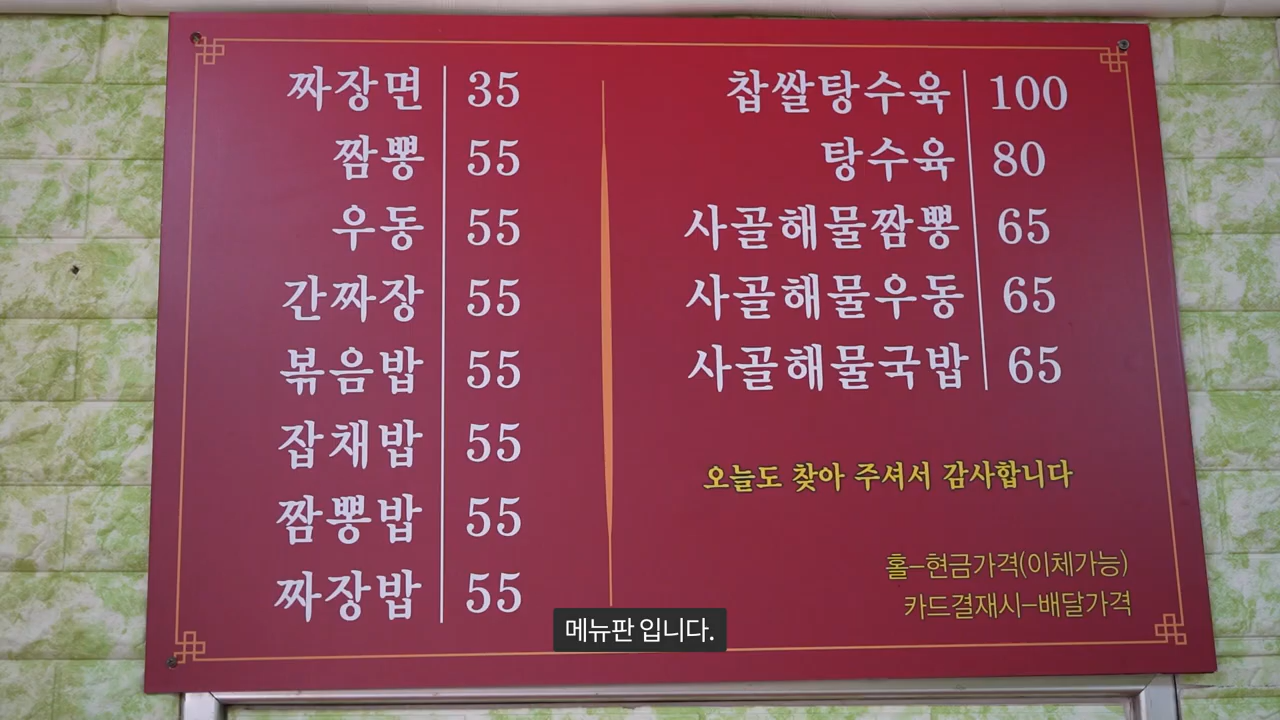 짜장면 35
짬뽕 55
우동 55
간짜장 55
볶음밥 55
잡채밥 55
짬뽕밥 55
짜장밥 55
찹쌀탕수육 100
탕수육 80
사골해물짬뽕 65
사골해물우동 65
사골해물국밥 65
오늘도 찾아 주셔서 감사합니다
홀-현금가격(이체가능)
카드결재시-배달가격
메뉴판 입니다.